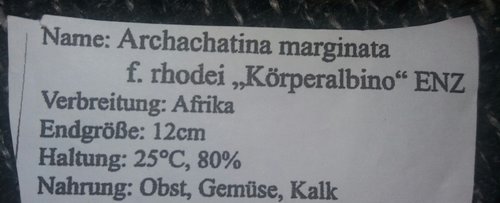 Name: Archachatina marginata
f. rhodei „Körperalbino“ ENZ
Verbreitung: Afrika
Endgröße: 12cm
Haltung: 25°C, 80%
Nahrung: Obst, Gemüse, Kalk